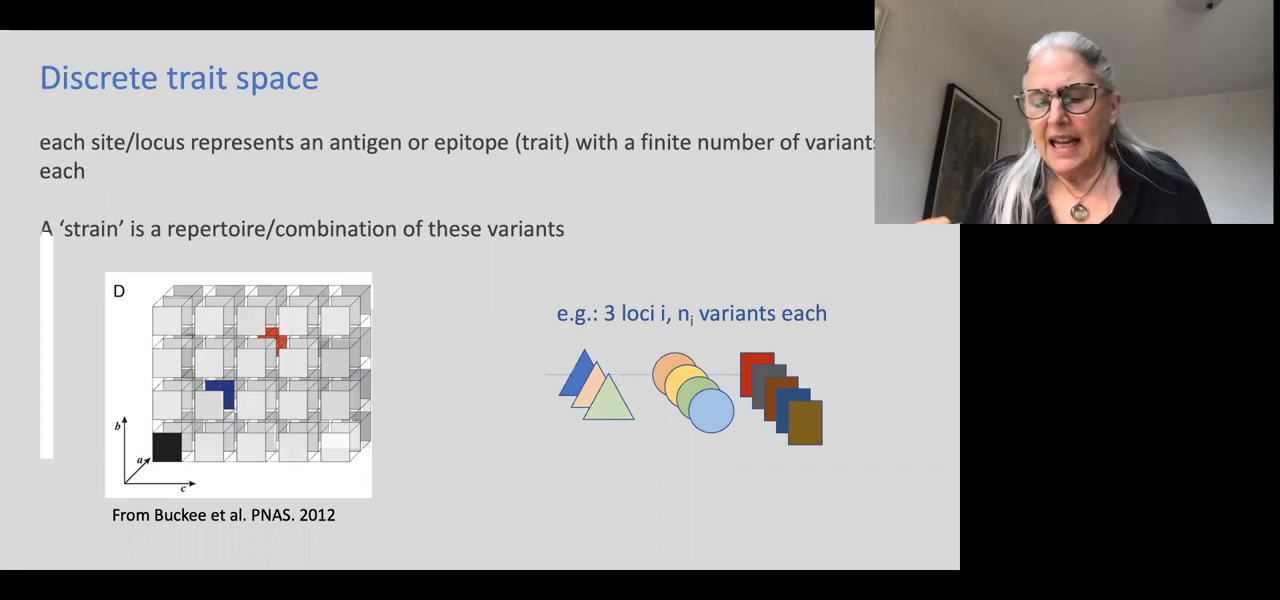 Discrete trait space
each site/locus represents an antigen or epitope (trait) with a finite number of variants
each
A ‘strain’ is a repertoire/combination of these variants
D
e.g.: 3 loci i, nᵢ variants each
b
a
c
From Buckee et al. PNAS. 2012